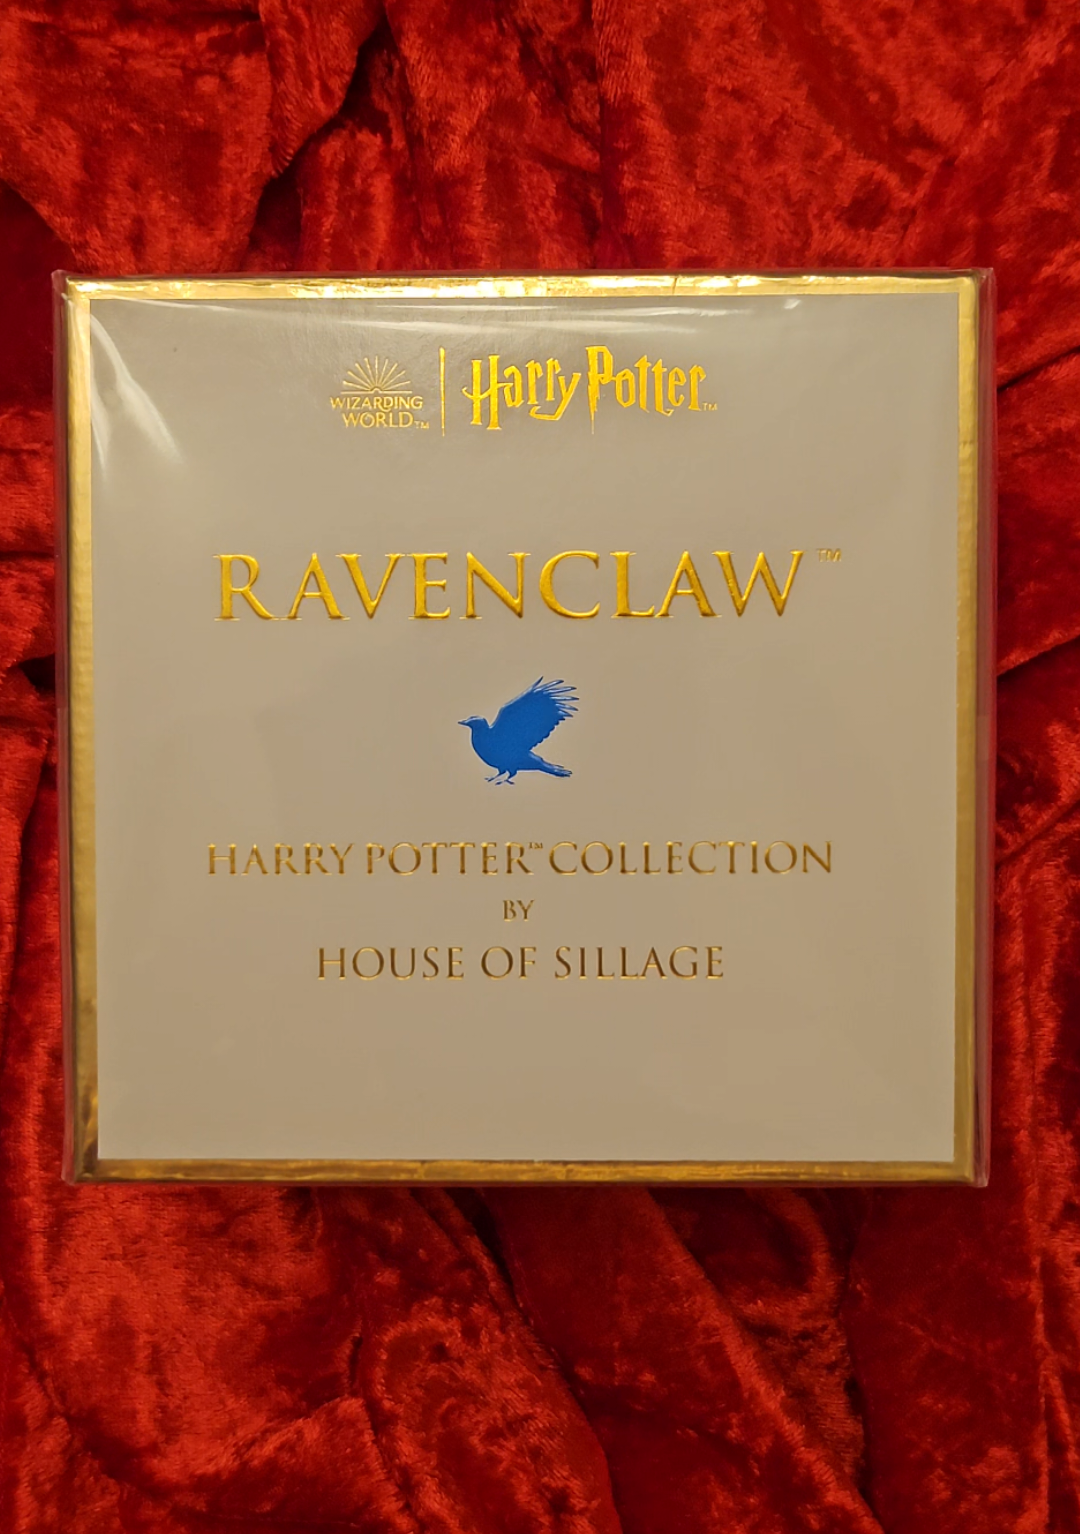 WIZARDING
WORLD™
Harry Potter™
RAVENCLAW™
HARRY POTTER™ COLLECTION
BY
HOUSE OF SILLAGE